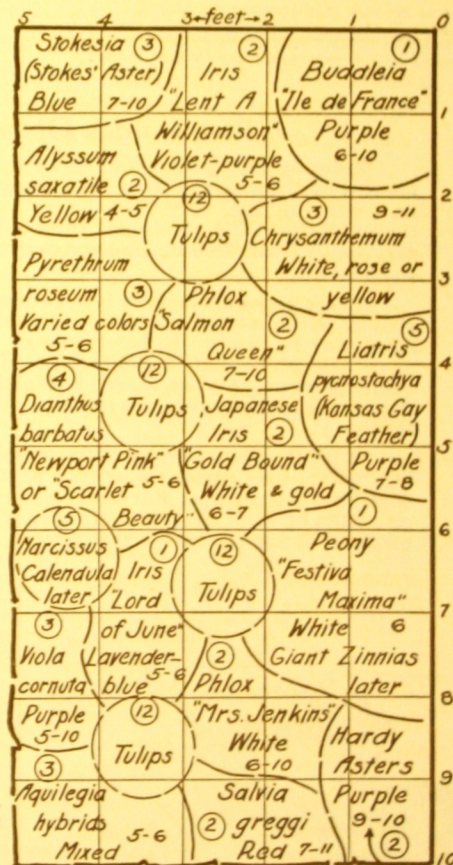 5 4 3 ←feet→ 2 1 0
Stokesia ③
(Stokes' Aster)
Blue 7-10
②
Iris
"Lent A
Williamson"
Violet-purple
5-6
①
Buddleia
"Ile de France"
Purple
6-10
1
Alyssum
saxatile ②
Yellow 4-5
⑫
Tulips
2
③ 9-11
Chrysanthemum
White, rose or
yellow
3
Pyrethrum
roseum ③
Varied colors
5-6
Phlox
"Salmon
② Queen"
7-10
⑤
Liatris
pycnostachya
(Kansas Gay
Feather)
Purple
7-8
4
④
Dianthus
barbatus
"Newport Pink"
or "Scarlet 5-6
Beauty"
⑫
Tulips
Japanese
Iris ②
"Gold Bound"
White & gold
6-7
5
⑤
Narcissus
Calendula
later
①
Iris
"Lord
of June"
Lavender-
blue 5-6
⑫
Tulips
6
①
Peony
"Festiva
Maxima"
White 6
Giant Zinnias
later
7
③
Viola
cornuta
Purple
5-10
⑫
Tulips
②
Phlox
"Mrs. Jenkins"
White
6-10
8
Hardy
Asters
Purple
9-10
②
9
③
Aquilegia
hybrids
Mixed 5-6
Salvia
② greggi
Red 7-11
10